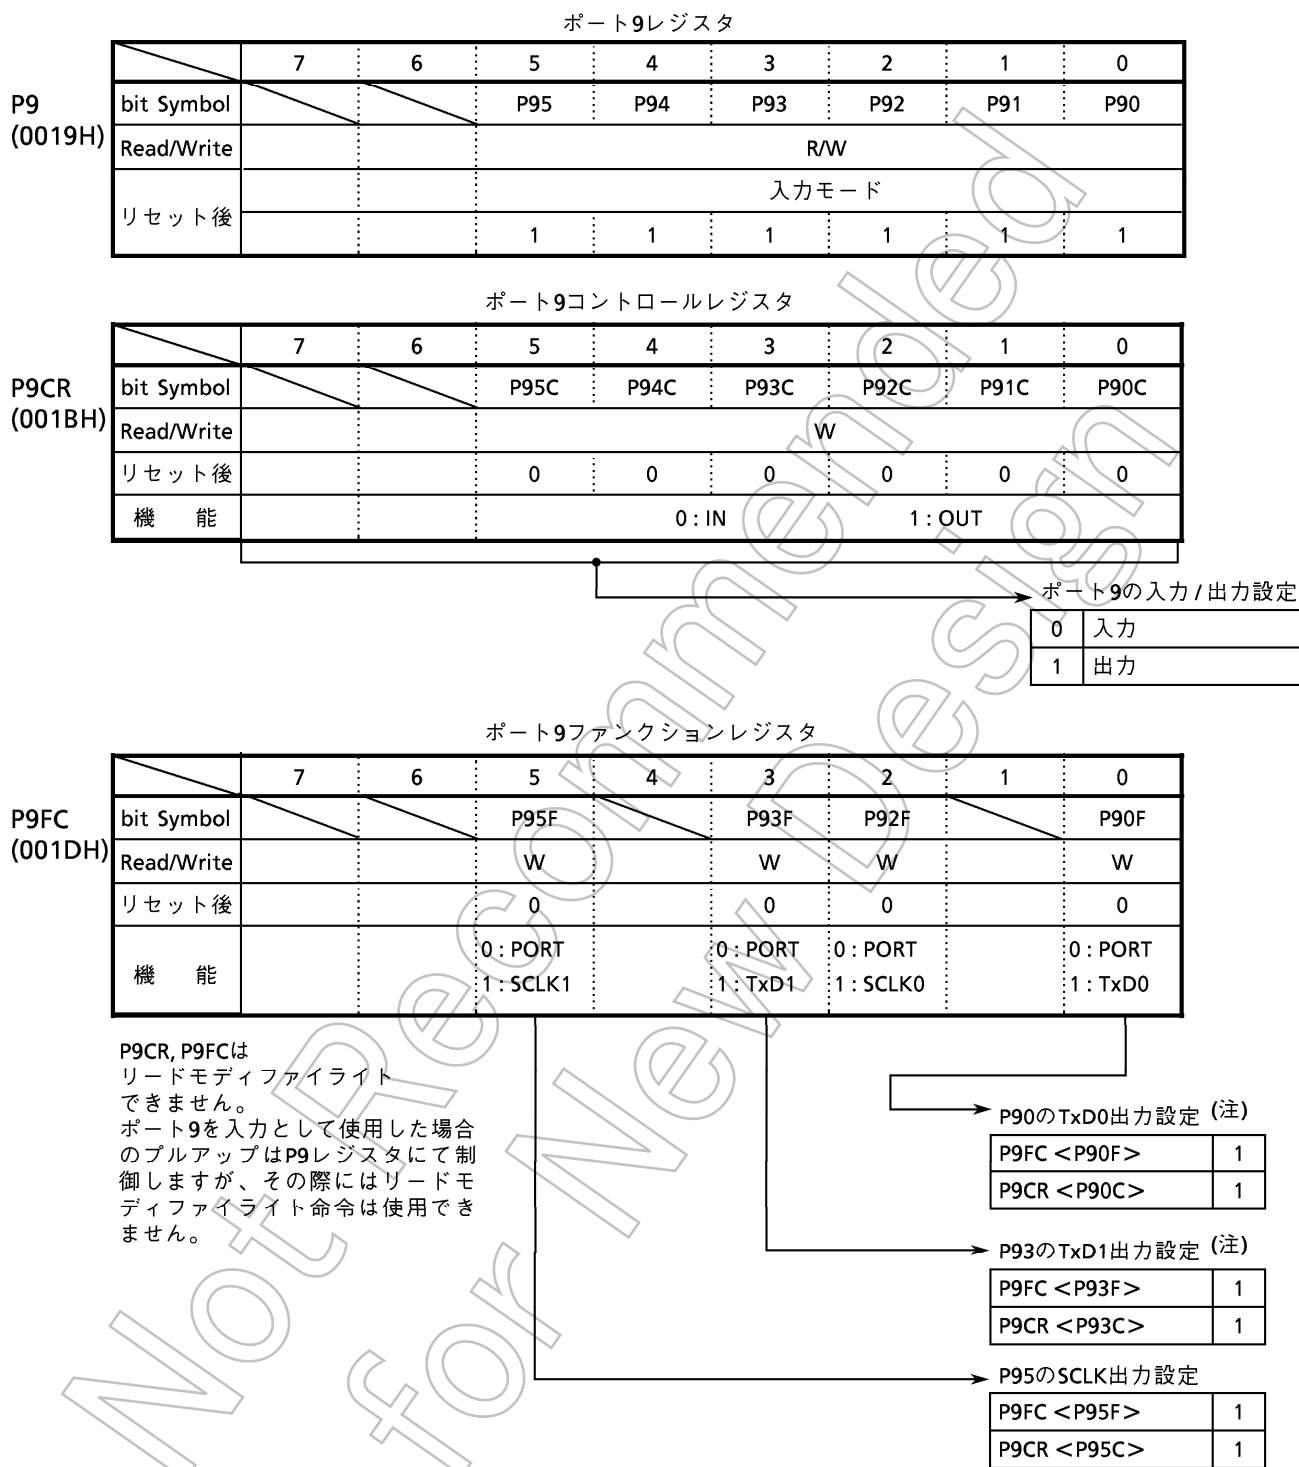 ポート9レジスタ
7 6 5 4 3 2 1 0
P9
(0019H)
bit Symbol P95 P94 P93 P92 P91 P90
Read/Write R/W
リセット後 入力モード
1 1 1 1 1 1
ポート9コントロールレジスタ
7 6 5 4 3 2 1 0
P9CR
(001BH)
bit Symbol P95C P94C P93C P92C P91C P90C
Read/Write W
リセット後 0 0 0 0 0 0
機 能 0 : IN 1 : OUT
ポート9の入力 / 出力設定
0 入力
1 出力
ポート9ファンクションレジスタ
7 6 5 4 3 2 1 0
P9FC
(001DH)
bit Symbol P95F P93F P92F P90F
Read/Write W W W W
リセット後 0 0 0 0
機 能
0 : PORT 0 : PORT 0 : PORT 0 : PORT
1 : SCLK1 1 : TxD1 1 : SCLK0 1 : TxD0
P9CR, P9FCは
リードモディファイライト
できません。
ポート9を入力として使用した場合
のプルアップはP9レジスタにて制
御しますが、その際にはリードモ
ディファイライト命令は使用でき
ません。
P90のTxD0出力設定 (注)
P9FC <P90F> 1
P9CR <P90C> 1
P93のTxD1出力設定 (注)
P9FC <P93F> 1
P9CR <P93C> 1
P95のSCLK出力設定
P9FC <P95F> 1
P9CR <P95C> 1
Not Recommended
for New Design